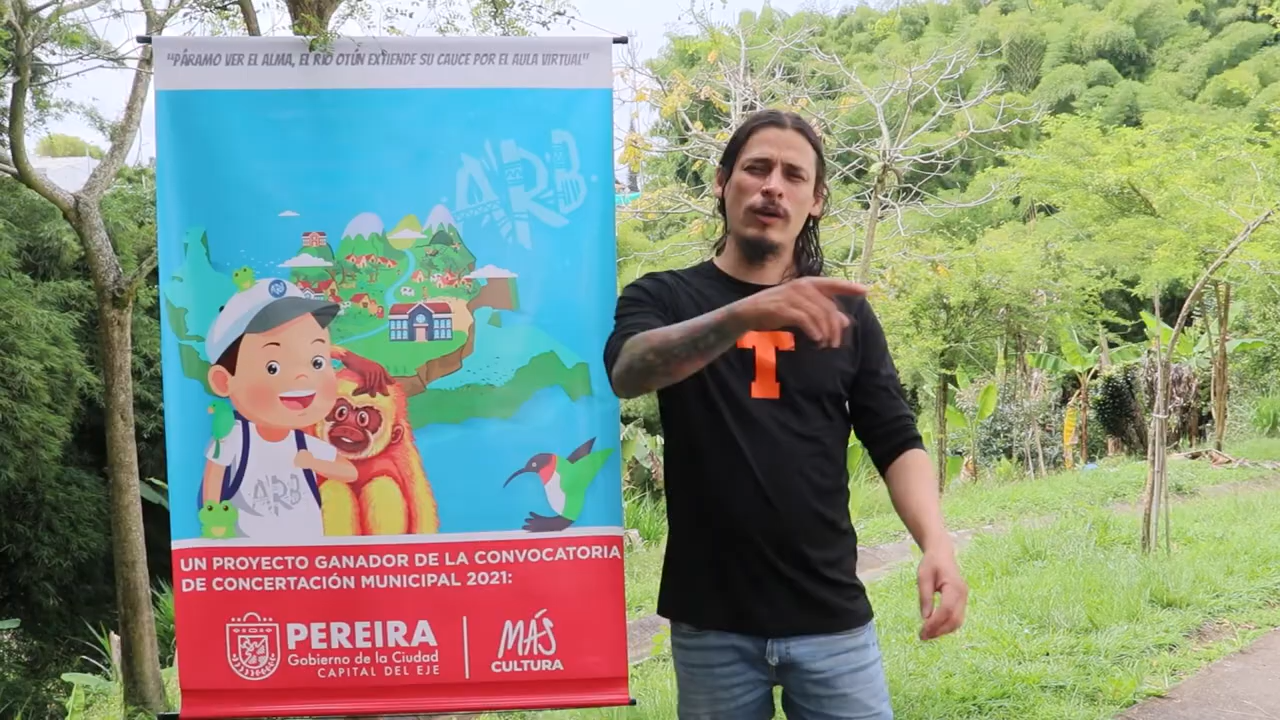 "PÁRAMO VER EL ALMA, EL RÍO OTÚN EXTIENDE SU CAUCE POR EL AULA VIRTUAL"
ARB
ARB
T
UN PROYECTO GANADOR DE LA CONVOCATORIA
DE CONCERTACIÓN MUNICIPAL 2021:
PEREIRA
Gobierno de la Ciudad
CAPITAL DEL EJE
MÁS
CULTURA